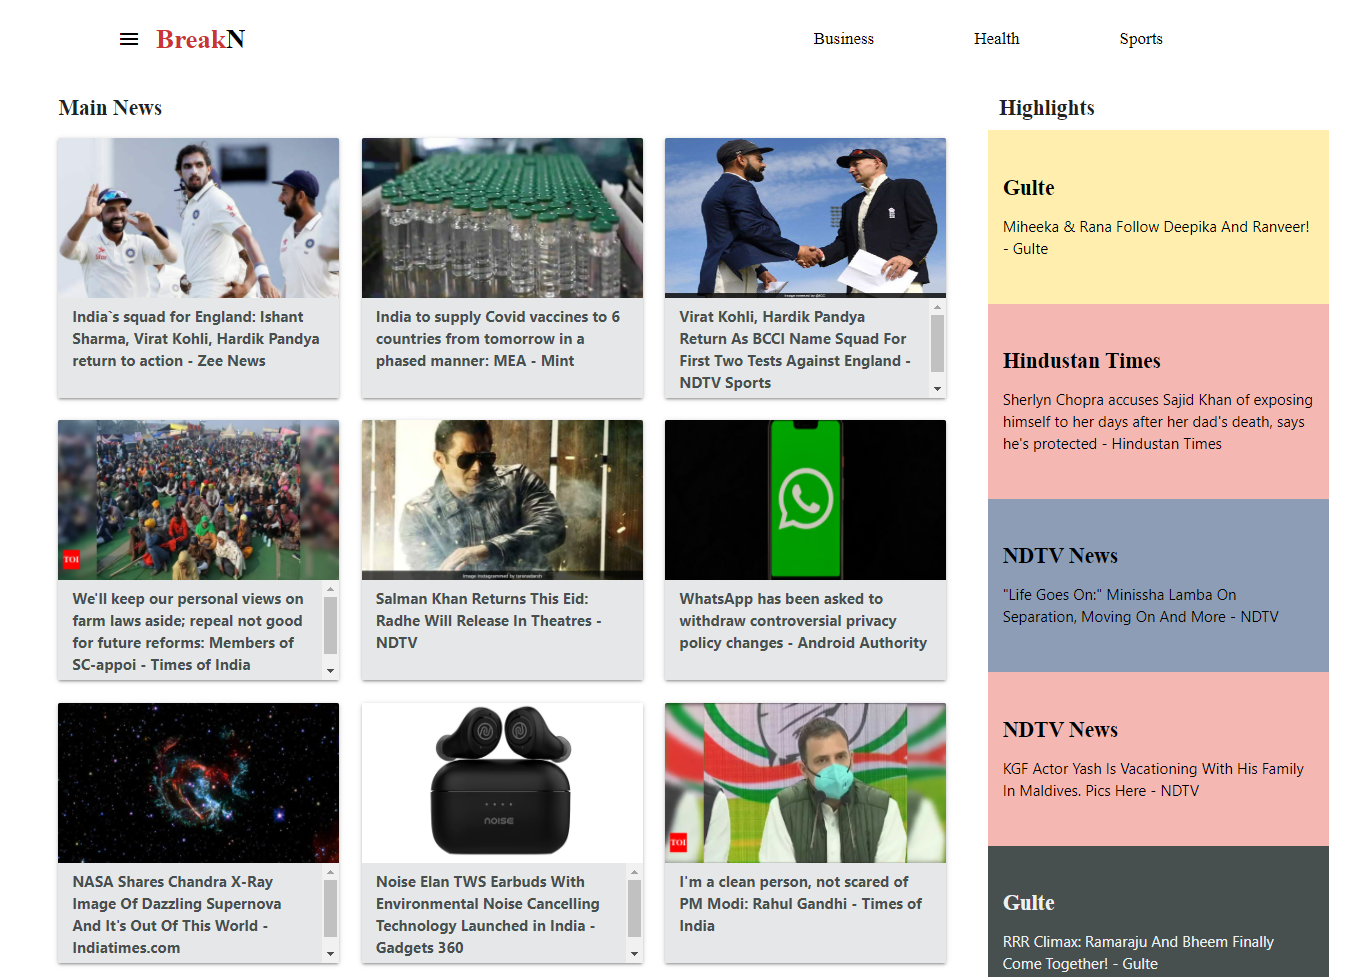 BreakN
Business
Health
Sports
Main News
India`s squad for England: Ishant
Sharma, Virat Kohli, Hardik Pandya
return to action - Zee News
India to supply Covid vaccines to 6
countries from tomorrow in a
phased manner: MEA - Mint
Virat Kohli, Hardik Pandya
Return As BCCI Name Squad For
First Two Tests Against England -
NDTV Sports
TOI
We'll keep our personal views on
farm laws aside; repeal not good
for future reforms: Members of
SC-appoi - Times of India
Salman Khan Returns This Eid:
Radhe Will Release In Theatres -
NDTV
WhatsApp has been asked to
withdraw controversial privacy
policy changes - Android Authority
NASA Shares Chandra X-Ray
Image Of Dazzling Supernova
And It's Out Of This World -
Indiatimes.com
NOISE
Noise Elan TWS Earbuds With
Environmental Noise Cancelling
Technology Launched in India -
Gadgets 360
TOI
I'm a clean person, not scared of
PM Modi: Rahul Gandhi - Times of
India
Highlights
Gulte
Miheeka & Rana Follow Deepika And Ranveer!
- Gulte
Hindustan Times
Sherlyn Chopra accuses Sajid Khan of exposing
himself to her days after her dad's death, says
he's protected - Hindustan Times
NDTV News
"Life Goes On:" Minissha Lamba On
Separation, Moving On And More - NDTV
NDTV News
KGF Actor Yash Is Vacationing With His Family
In Maldives. Pics Here - NDTV
Gulte
RRR Climax: Ramaraju And Bheem Finally
Come Together! - Gulte